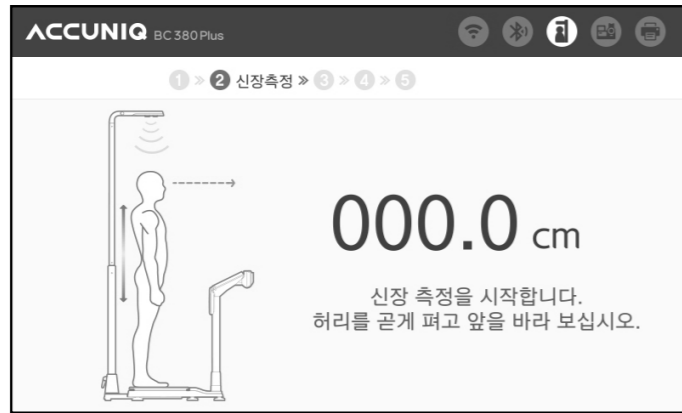 ACCUNIQ BC380Plus
1 » 2 신장측정 » 3 » 4 » 5
000.0 cm
신장 측정을 시작합니다.
허리를 곧게 펴고 앞을 바라 보십시오.